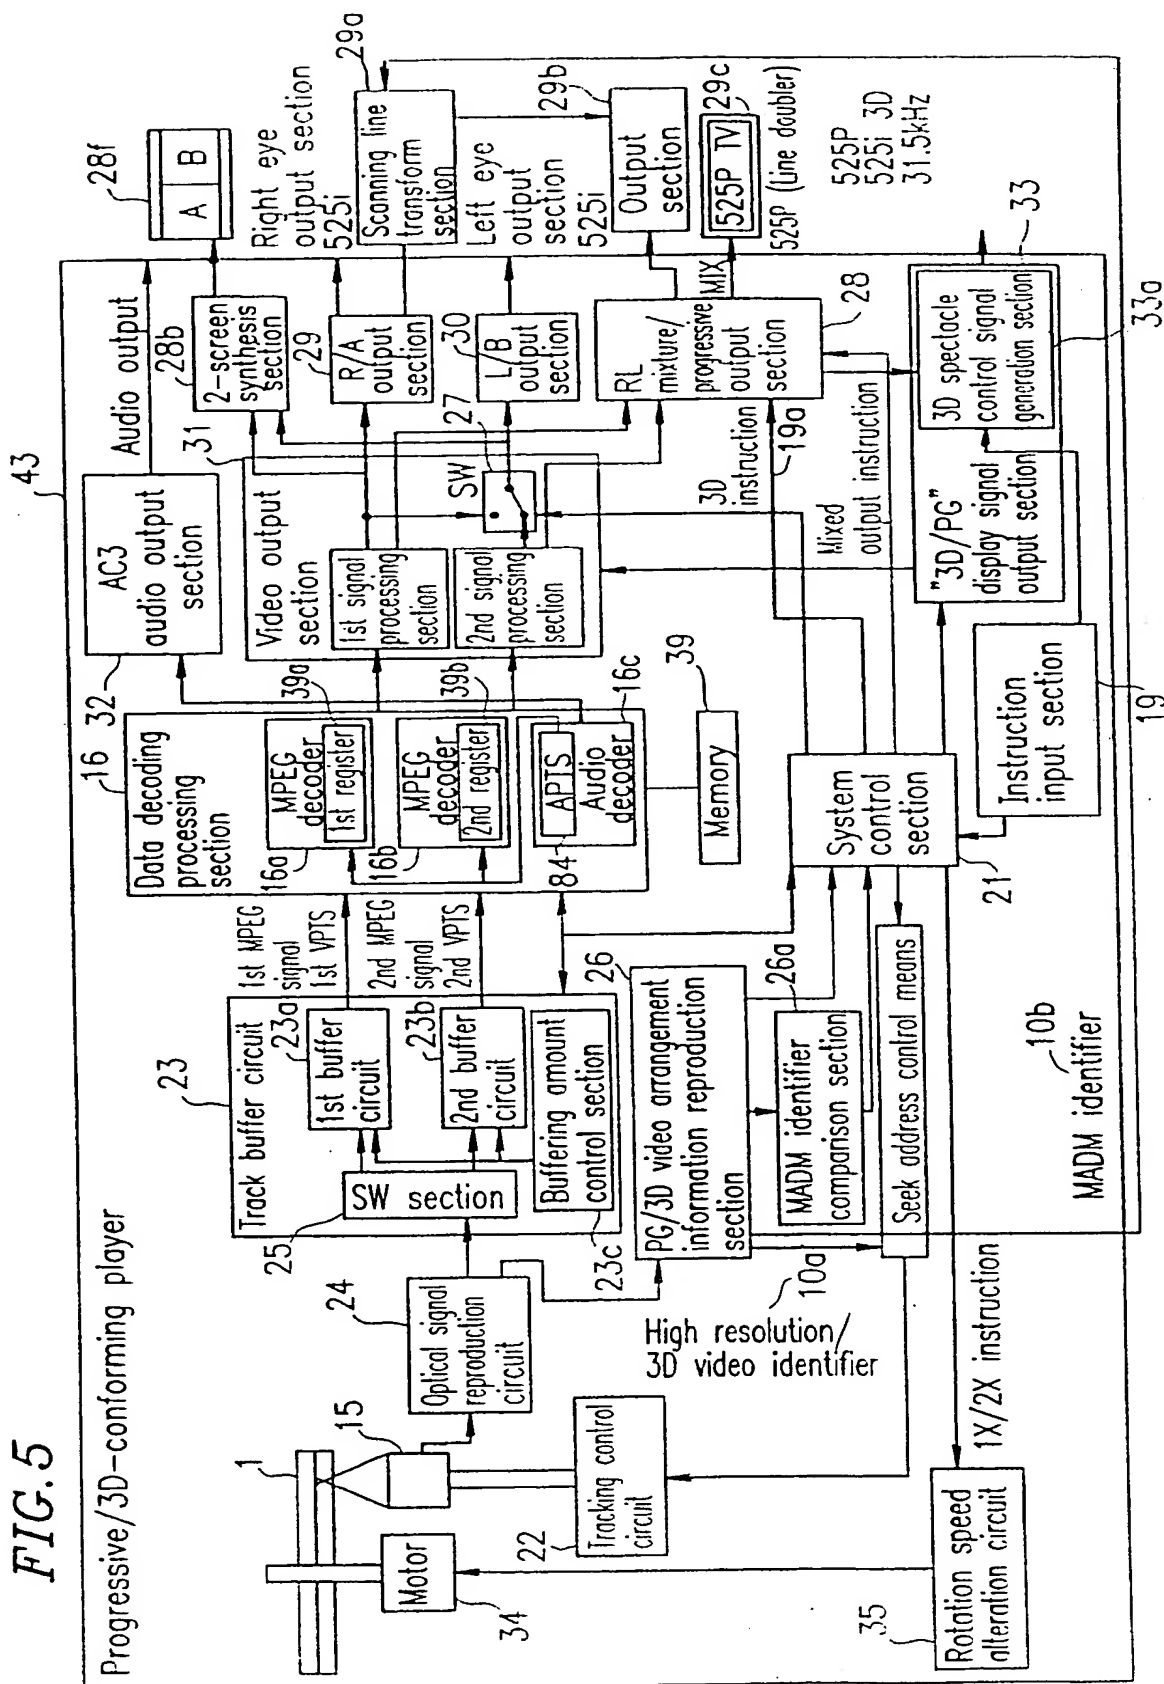 FIG.5
Progressive/3D-conforming player
43
1
15
Motor
34
22
Tracking control
circuit
24
Optical signal
reproduction
circuit
35
Rotation speed
alteration circuit
1X/2X instruction
High resolution/
3D video identifier
10a
23
Track buffer circuit
25
SW section
23a
1st buffer
circuit
23b
2nd buffer
circuit
23c
Buffering amount
control section
1st MPEG
signal
1st VPTS
2nd MPEG
signal
2nd VPTS
26
PG/3D video arrangement
information reproduction
section
26a
MADM identifier
comparison section
Seek address control means
10b
MADM identifier
16
Data decoding
processing
section
16a
MPEG
decoder
1st register
39a
16b
MPEG
decoder
2nd register
39b
84
APTS
Audio
decoder
16c
Memory
39
System
control
section
21
Instruction
input section
19
32
AC3
audio output
section
Audio output
31
Video output
section
1st signal
processing
section
2nd signal
processing
section
SW
27
28b
2-screen
synthesis
section
28f
A
B
29
R/A
output
section
Right eye
output section
525i
29a
Scanning line
transform
section
30
L/B
output
section
Left eye
output
section
525i
29b
Output
section
RL
mixture/
progressive
output
section
28
MIX
29c
525P TV
525P (Line doubler)
525P
525i 3D
31.5kHz
3D
instruction
19a
Mixed
output instruction
"3D/PG"
display signal
output section
33
3D spectacle
control signal
generation section
33a